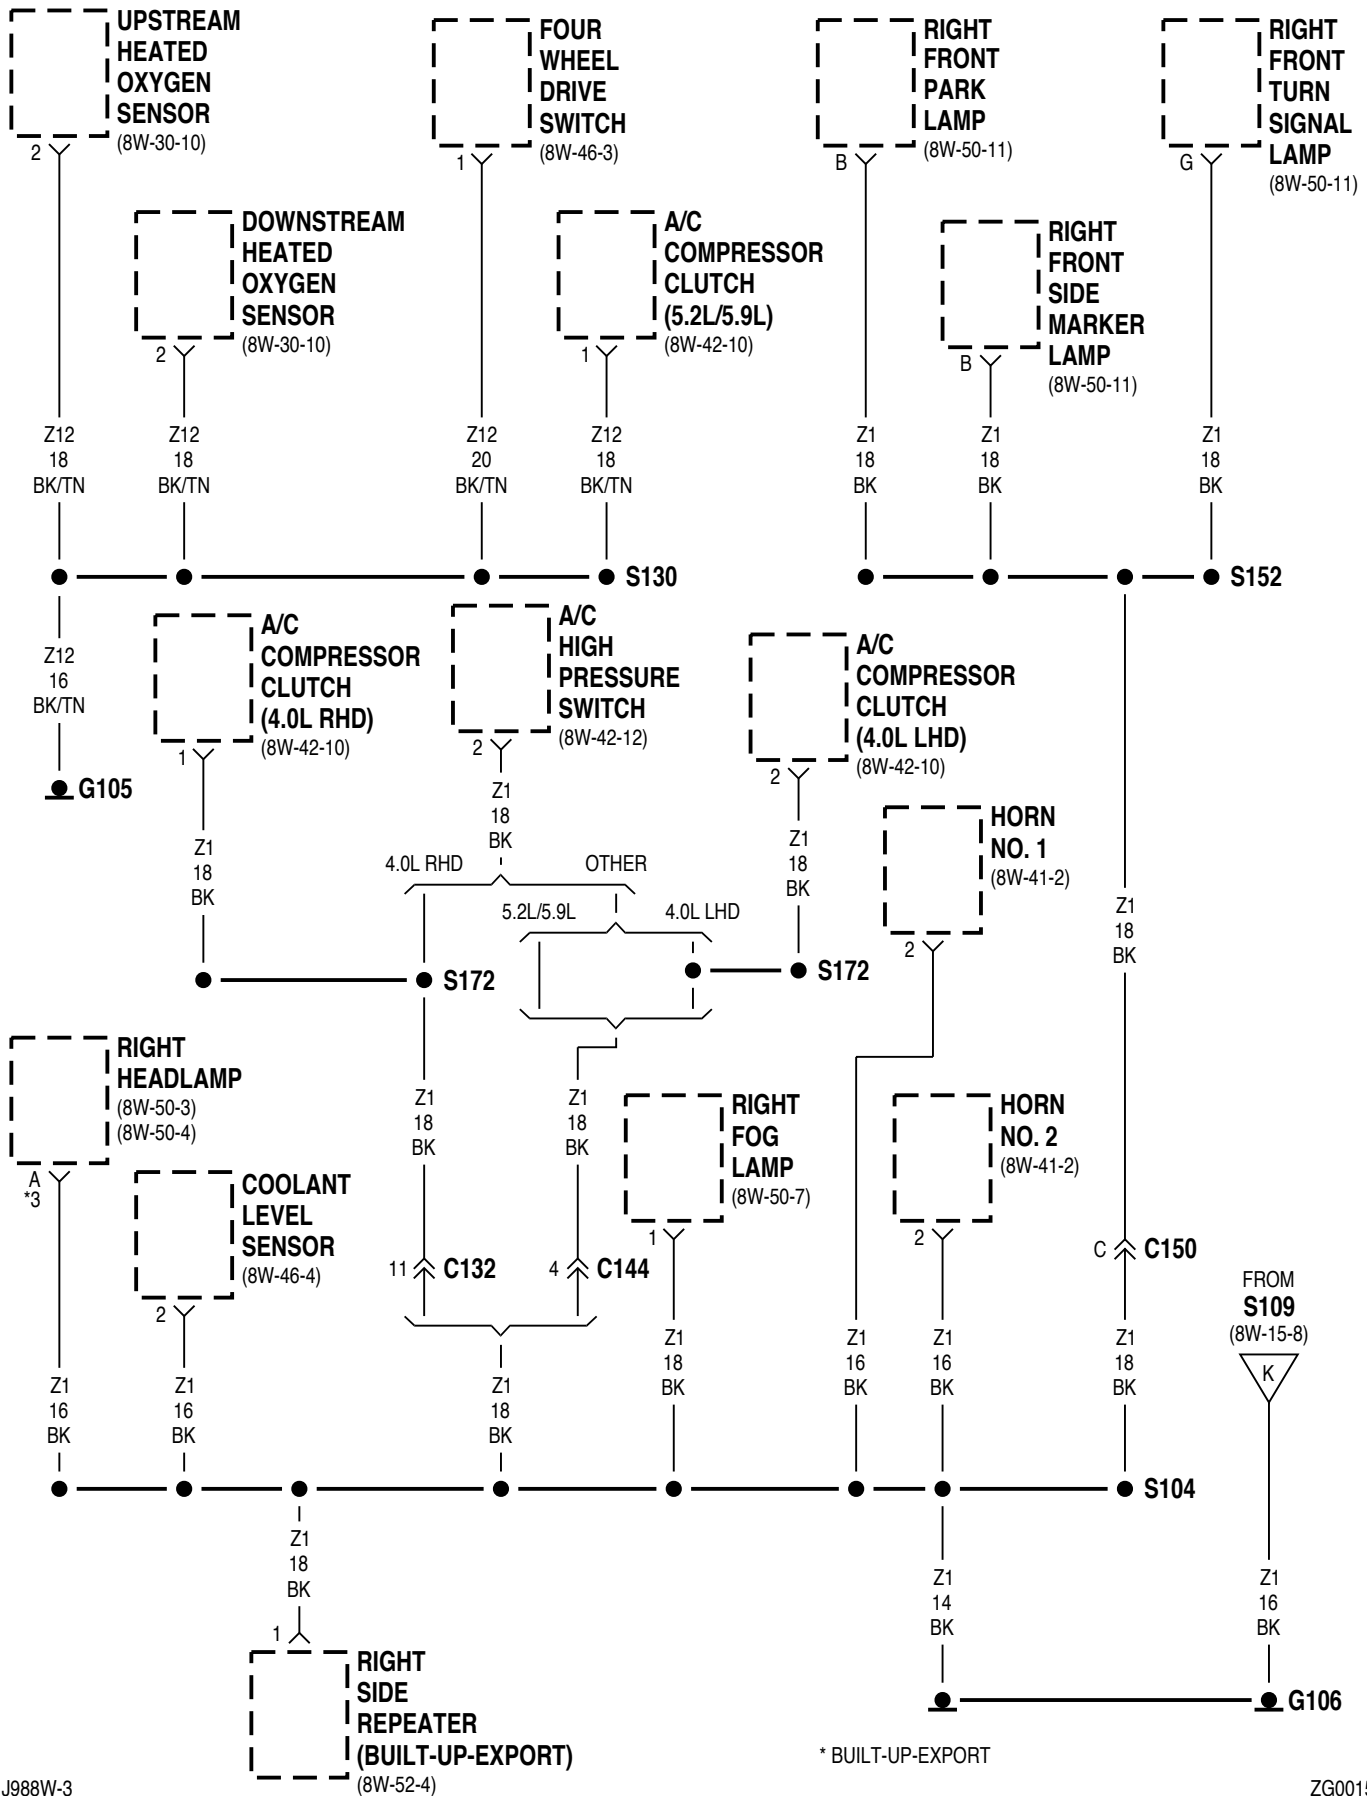 UPSTREAM
HEATED
OXYGEN
SENSOR
(8W-30-10)
2
FOUR
WHEEL
DRIVE
SWITCH
(8W-46-3)
1
RIGHT
FRONT
PARK
LAMP
(8W-50-11)
B
RIGHT
FRONT
TURN
SIGNAL
LAMP
(8W-50-11)
G
DOWNSTREAM
HEATED
OXYGEN
SENSOR
(8W-30-10)
2
A/C
COMPRESSOR
CLUTCH
(5.2L/5.9L)
(8W-42-10)
1
RIGHT
FRONT
SIDE
MARKER
LAMP
(8W-50-11)
B
Z12
18
BK/TN
Z12
18
BK/TN
Z12
20
BK/TN
Z12
18
BK/TN
Z1
18
BK
Z1
18
BK
Z1
18
BK
S130
S152
Z12
16
BK/TN
G105
A/C
COMPRESSOR
CLUTCH
(4.0L RHD)
(8W-42-10)
1
A/C
HIGH
PRESSURE
SWITCH
(8W-42-12)
2
A/C
COMPRESSOR
CLUTCH
(4.0L LHD)
(8W-42-10)
2
Z1
18
BK
Z1
18
BK
Z1
18
BK
HORN
NO. 1
(8W-41-2)
2
4.0L RHD
OTHER
5.2L/5.9L
4.0L LHD
Z1
18
BK
S172
S172
RIGHT
HEADLAMP
(8W-50-3)
(8W-50-4)
A
*3
COOLANT
LEVEL
SENSOR
(8W-46-4)
2
Z1
18
BK
Z1
18
BK
RIGHT
FOG
LAMP
(8W-50-7)
1
HORN
NO. 2
(8W-41-2)
2
11
C132
4
C144
C
C150
FROM
S109
(8W-15-8)
K
Z1
16
BK
Z1
16
BK
Z1
18
BK
Z1
18
BK
Z1
16
BK
Z1
16
BK
Z1
18
BK
S104
Z1
18
BK
1
RIGHT
SIDE
REPEATER
(BUILT-UP-EXPORT)
(8W-52-4)
Z1
14
BK
Z1
16
BK
G106
* BUILT-UP-EXPORT
J988W-3
ZG0015